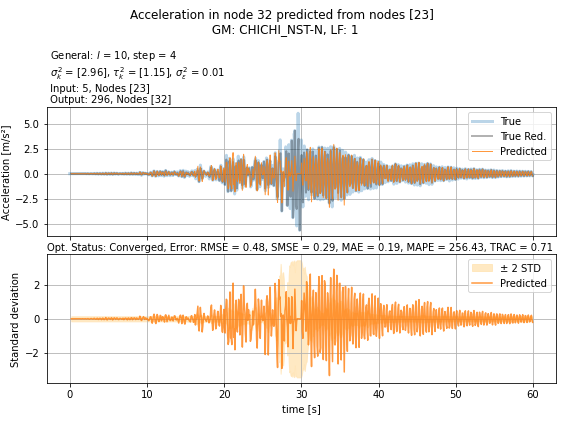 Acceleration in node 32 predicted from nodes [23]
GM: CHICHI_NST-N, LF: 1
General: l = 10, step = 4
σ²ₖ = [2.96], τ²ₖ = [1.15], σ²ε = 0.01
Input: 5, Nodes [23]
Output: 296, Nodes [32]
Acceleration [m/s²]
5.0
2.5
0.0
−2.5
−5.0
True
True Red.
Predicted
Opt. Status: Converged, Error: RMSE = 0.48, SMSE = 0.29, MAE = 0.19, MAPE = 256.43, TRAC = 0.71
Standard deviation
2
0
−2
± 2 STD
Predicted
0 10 20 30 40 50 60
time [s]